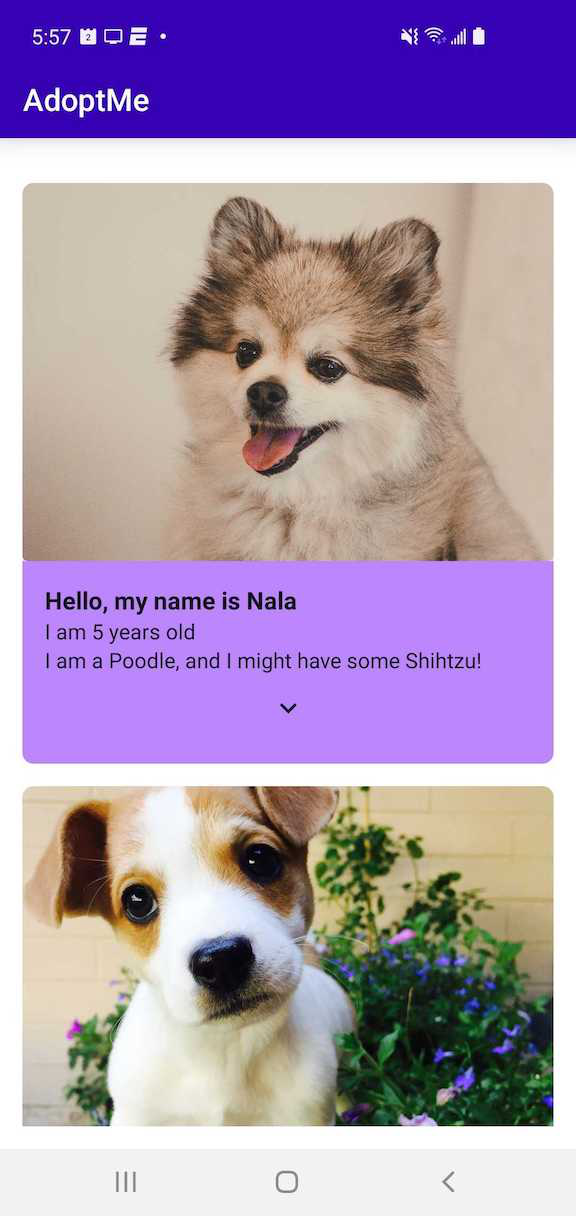 5:57
2
AdoptMe
Hello, my name is Nala
I am 5 years old
I am a Poodle, and I might have some Shihtzu!